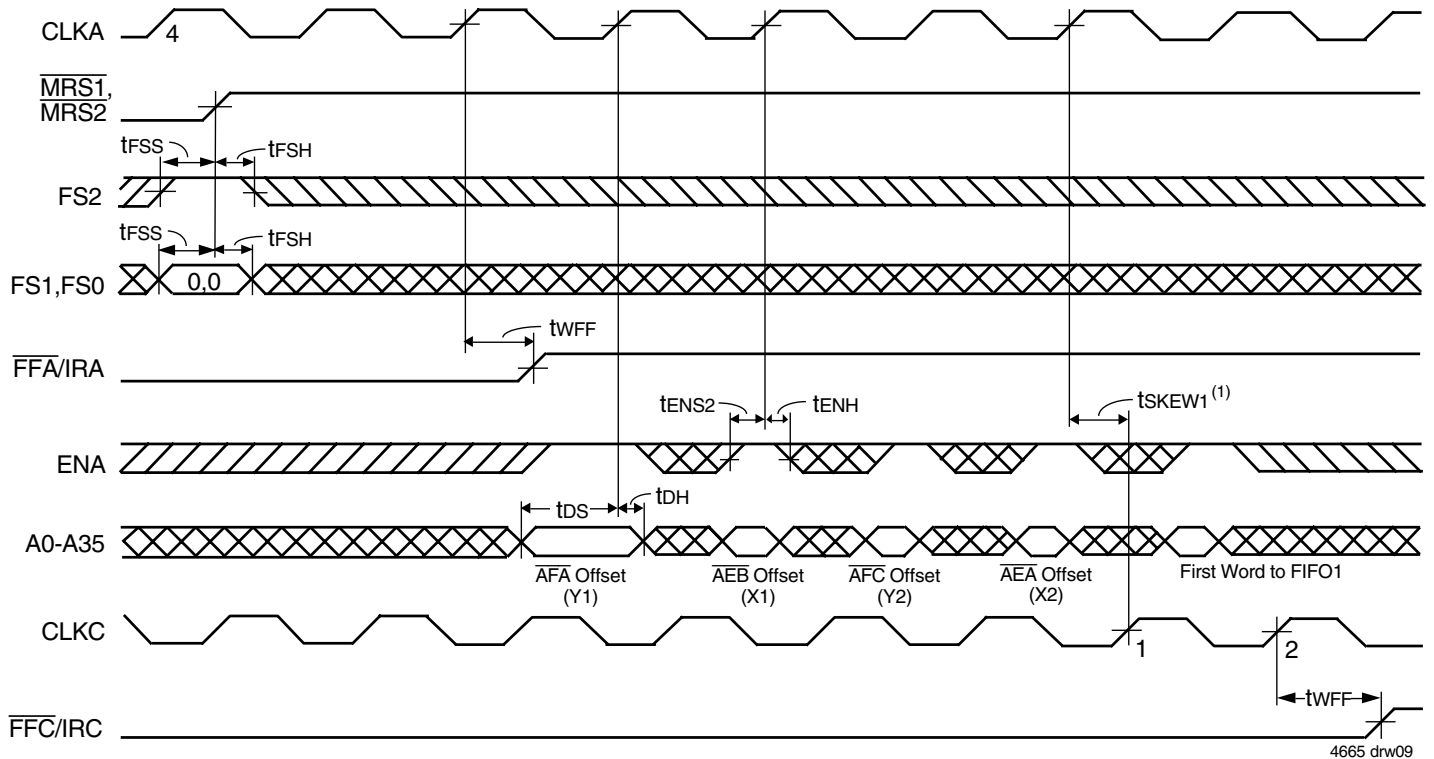 CLKA
4
MRS1,
MRS2
tFSS
tFSH
FS2
tFSS
tFSH
FS1,FS0
0,0
tWFF
FFA/IRA
tENS2
tENH
tSKEW1 (1)
ENA
tDS
tDH
A0-A35
AFA Offset
(Y1)
AEB Offset
(X1)
AFC Offset
(Y2)
AEA Offset
(X2)
First Word to FIFO1
CLKC
1
2
tWFF
FFC/IRC
4665 drw09